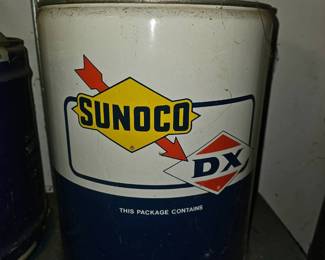 SUNOCO
DX
THIS PACKAGE CONTAINS